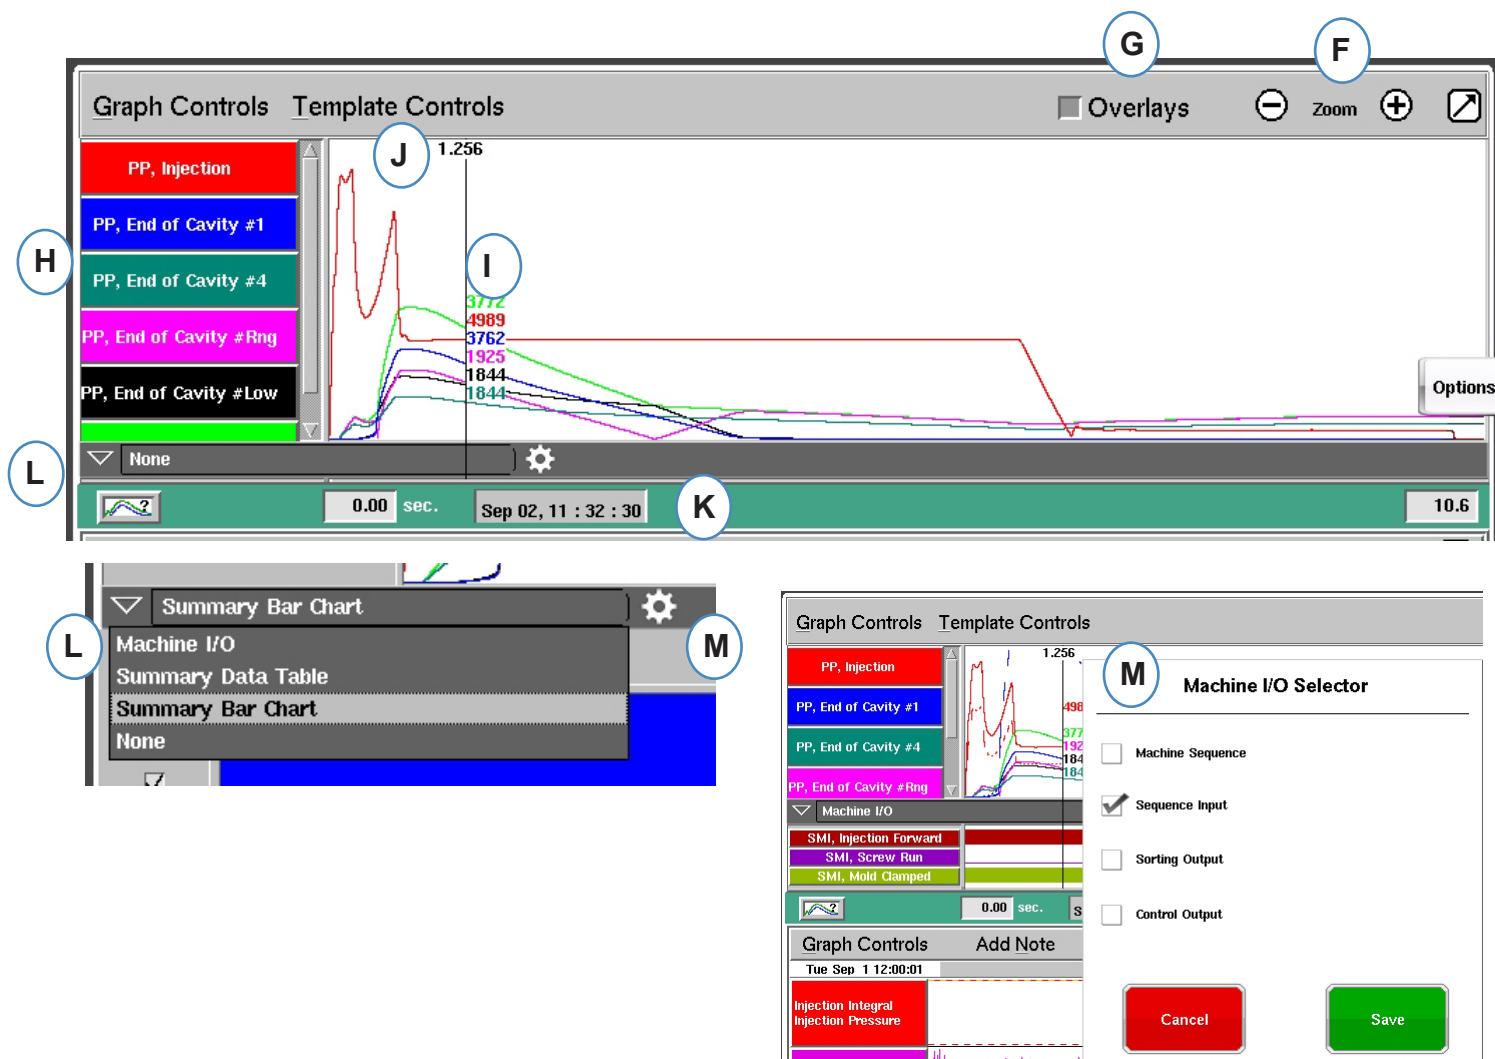 G
F
Graph Controls Template Controls
Overlays
Zoom
PP, Injection
J
1.256
PP, End of Cavity #1
H
PP, End of Cavity #4
I
3772
4989
3762
1925
1844
1844
PP, End of Cavity #Rng
PP, End of Cavity #Low
Options
L
None
0.00 sec.
Sep 02, 11 : 32 : 30
K
10.6
Summary Bar Chart
L
M
Machine I/O
Summary Data Table
Summary Bar Chart
None
Graph Controls Template Controls
PP, Injection
1.256
M
Machine I/O Selector
PP, End of Cavity #1
498
PP, End of Cavity #4
377
192
184
184
PP, End of Cavity #Rng
Machine Sequence
Sequence Input
Sorting Output
Control Output
Machine I/O
SMI, Injection Forward
SMI, Screw Run
SMI, Mold Clamped
0.00 sec.
S
Graph Controls Add Note
Tue Sep 1 12:00:01
Injection Integral
Injection Pressure
Cancel
Save